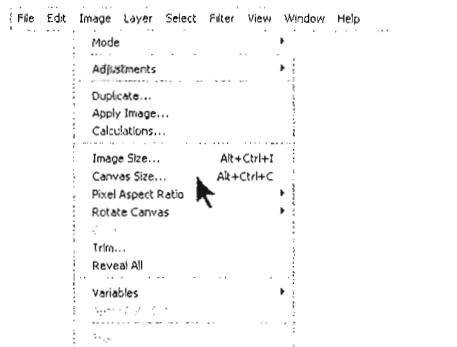 File Edit Image Layer Select Filter View Window Help
Mode
Adjustments
Duplicate...
Apply Image...
Calculations...
Image Size... Alt+Ctrl+I
Canvas Size... Alt+Ctrl+C
Pixel Aspect Ratio
Rotate Canvas
Trim...
Reveal All
Variables